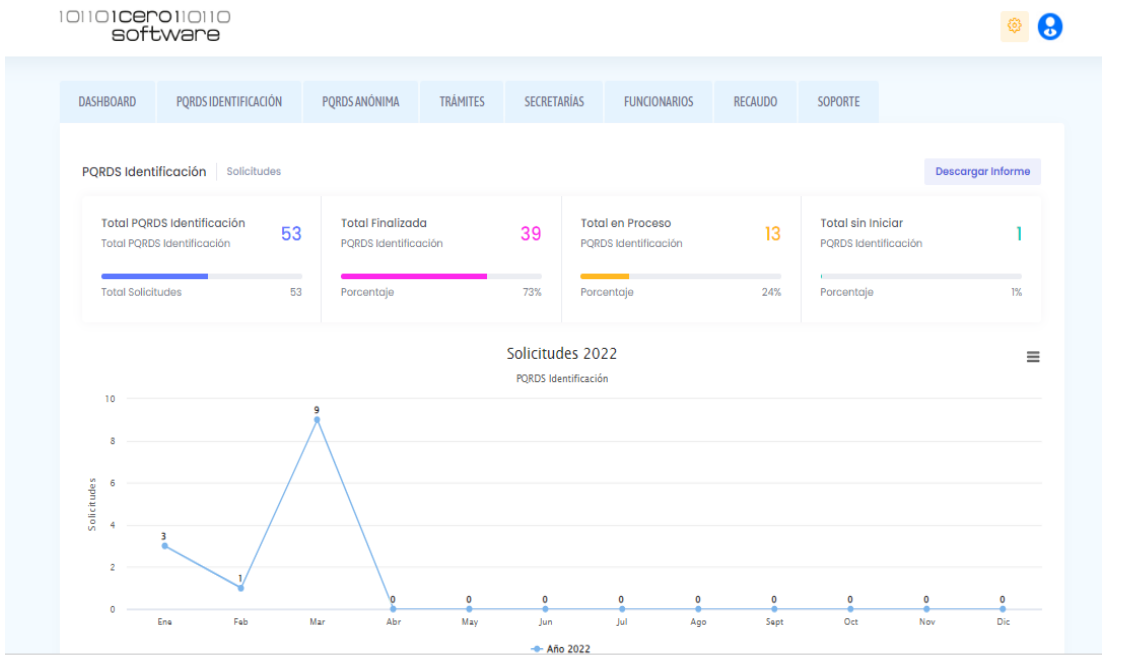 1011011cero110110
software
DASHBOARD PQRDS IDENTIFICACIÓN PQRDS ANÓNIMA TRÁMITES SECRETARÍAS FUNCIONARIOS RECAUDO SOPORTE
PQRDS Identificación Solicitudes Descargar Informe
Total PQRDS Identificación 53 Total Finalizada 39 Total en Proceso 13 Total sin Iniciar 1
Total PQRDS Identificación PQRDS Identificación PQRDS Identificación PQRDS Identificación
Total Solicitudes 53 Porcentaje 73% Porcentaje 24% Porcentaje 1%
Solicitudes 2022
PQRDS Identificación
Solicitudes
10
8
6
4
2
0
3 1 9 0 0 0 0 0 0 0 0 0
Ene Feb Mar Abr May Jun Jul Ago Sept Oct Nov Dic
Año 2022